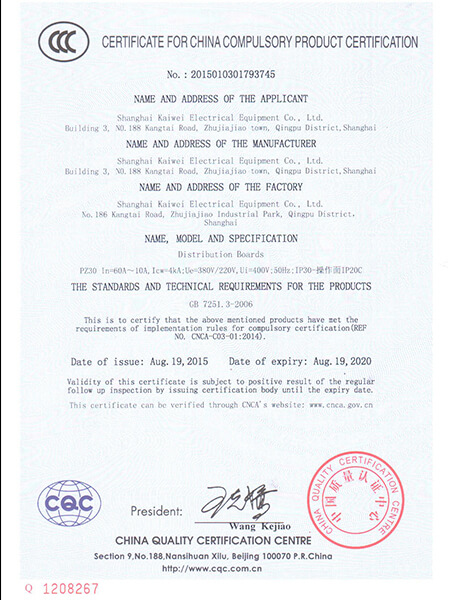 CCC
CERTIFICATE FOR CHINA COMPULSORY PRODUCT CERTIFICATION
No.: 2015010301793745
NAME AND ADDRESS OF THE APPLICANT
Shanghai Kaiwei Electrical Equipment Co., Ltd.
Building 3, NO.188 Kangtai Road, Zhujiajiao town, Qingpu District,Shanghai
NAME AND ADDRESS OF THE MANUFACTURER
Shanghai Kaiwei Electrical Equipment Co., Ltd.
Building 3, NO.188 Kangtai Road, Zhujiajiao town, Qingpu District,Shanghai
NAME AND ADDRESS OF THE FACTORY
Shanghai Kaiwei Electrical Equipment Co., Ltd.
No.186 Kangtai Road, Zhujiajiao Industrial Park, Qingpu District,
Shanghai
NAME, MODEL AND SPECIFICATION
Distribution Boards
PZ30 In=60A~10A,Icw=4kA;Ue=380V/220V,Ui=400V;50Hz;IP30-操作面IP20C
THE STANDARDS AND TECHNICAL REQUIREMENTS FOR THE PRODUCTS
GB 7251.3-2006
This is to certify that the above mentioned products have met the
requirements of implementation rules for compulsory certification(REF
NO. CNCA-C03-01:2014).
Date of issue: Aug.19,2015 Date of expiry: Aug.19,2020
Validity of this certificate is subject to positive result of the regular
follow up inspection by issuing certification body until the expiry date.
This certificate can be verified through CNCA's website: www.cnca.gov.cn
CQC
President:
Wang Kejiao
CHINA QUALITY CERTIFICATION CENTRE
中国质量认证中心
CHINA QUALITY CERTIFICATION CENTRE
Section 9,No.188,Nansihuan Xilu, Beijing 100070 P.R.China
http://www.cqc.com.cn
Q 1208267